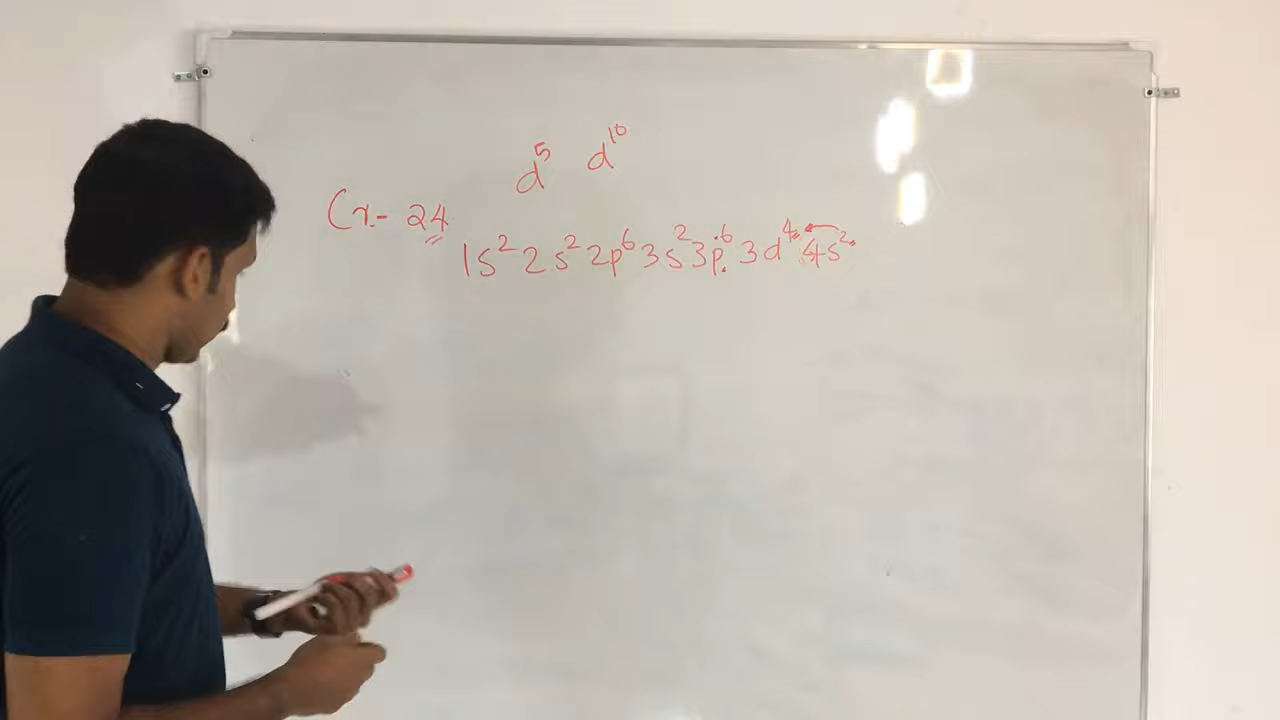 d⁵ d¹⁰
Cr- 24
1s² 2s² 2p⁶ 3s² 3p⁶ 3d⁴ 4s²